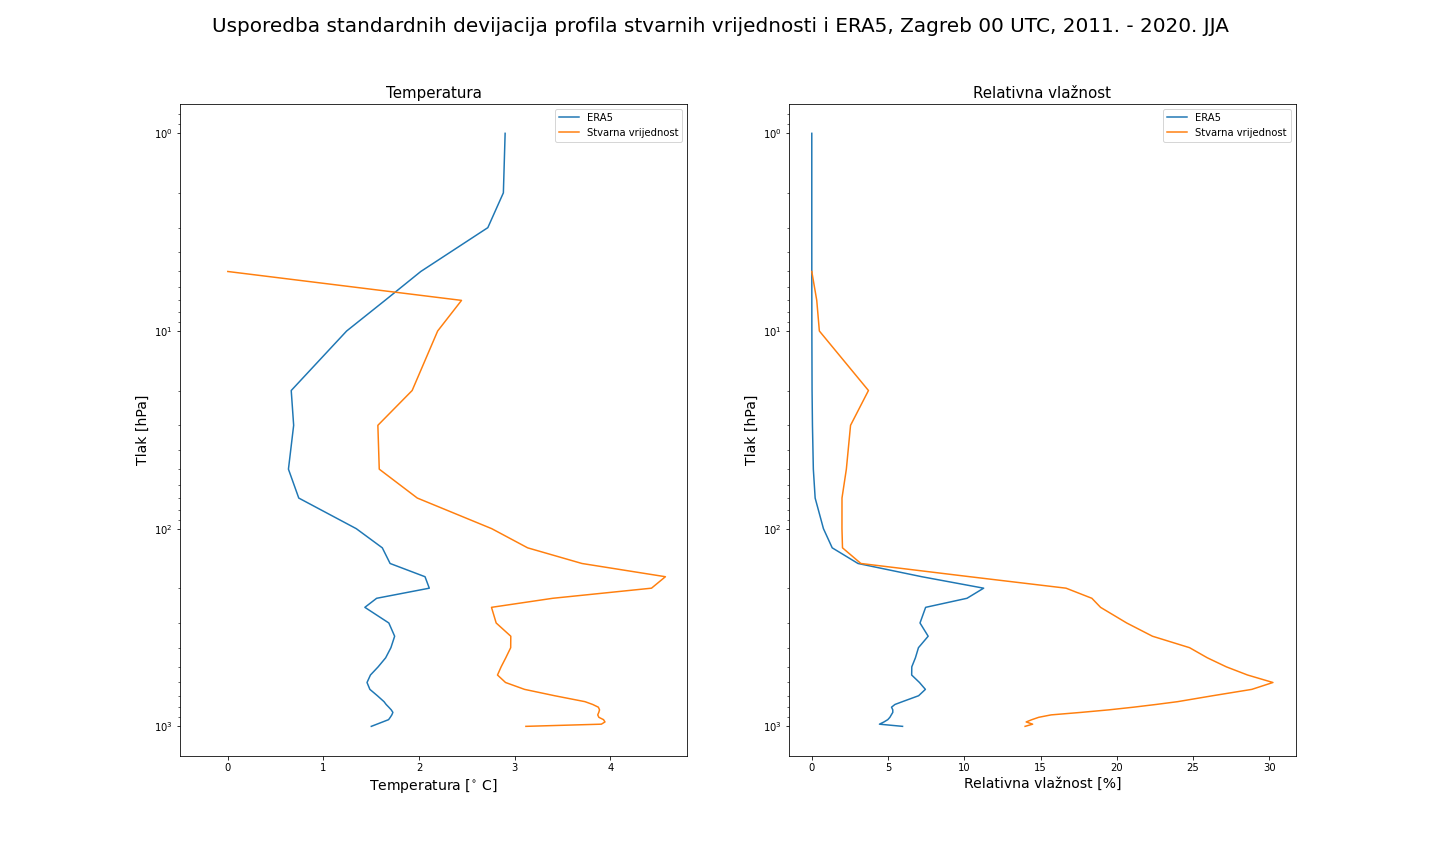 Usporedba standardnih devijacija profila stvarnih vrijednosti i ERA5, Zagreb 00 UTC, 2011. - 2020. JJA
Temperatura
ERA5
Stvarna vrijednost
10⁰
10¹
10²
10³
Tlak [hPa]
0 1 2 3 4
Temperatura [° C]
Relativna vlažnost
ERA5
Stvarna vrijednost
10⁰
10¹
10²
10³
Tlak [hPa]
0 5 10 15 20 25 30
Relativna vlažnost [%]